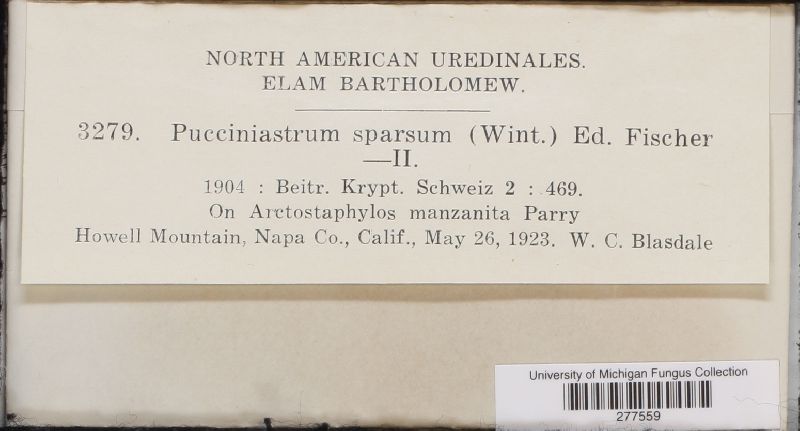 NORTH AMERICAN UREDINALES.
ELAM BARTHOLOMEW.
3279. Pucciniastrum sparsum (Wint.) Ed. Fischer
—II.
1904 : Beitr. Krypt. Schweiz 2 : 469.
On Arctostaphylos manzanita Parry
Howell Mountain, Napa Co., Calif., May 26, 1923. W. C. Blasdale
University of Michigan Fungus Collection
277559